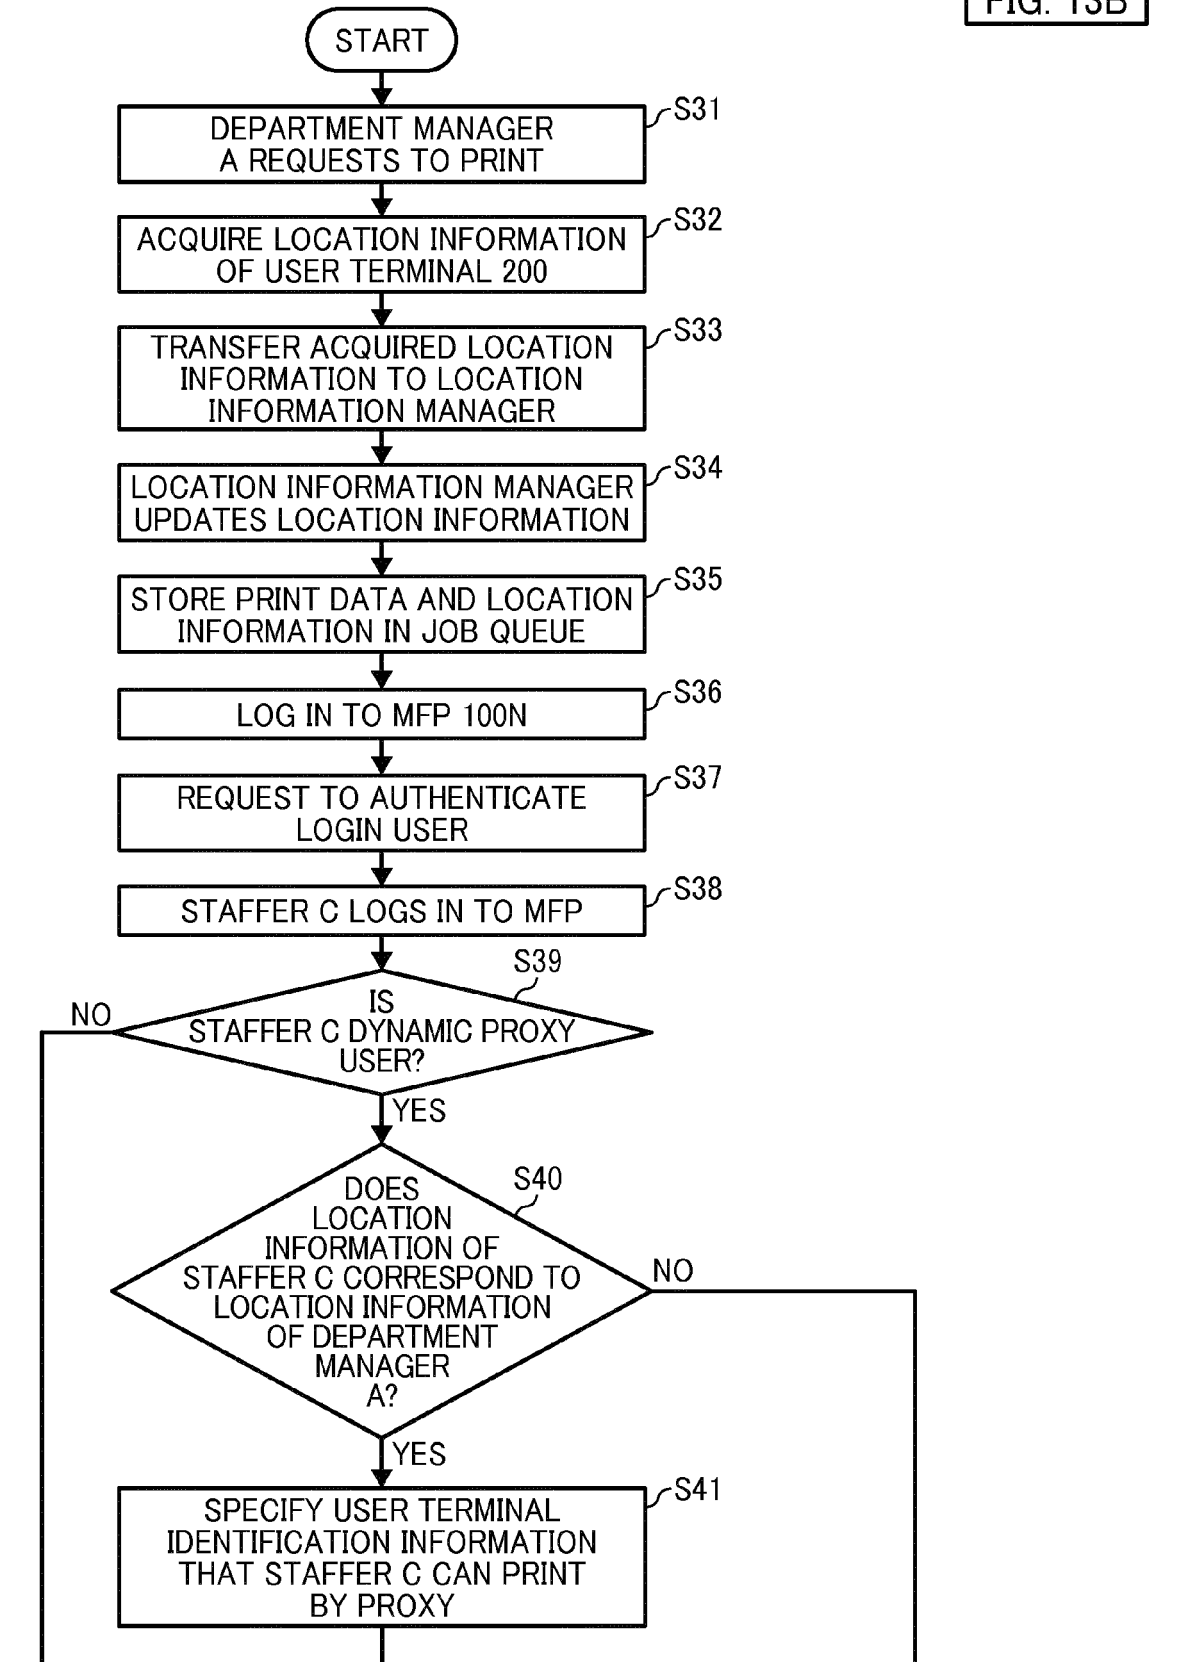 FIG. 13B
START
S31
DEPARTMENT MANAGER
A REQUESTS TO PRINT
S32
ACQUIRE LOCATION INFORMATION
OF USER TERMINAL 200
S33
TRANSFER ACQUIRED LOCATION
INFORMATION TO LOCATION
INFORMATION MANAGER
S34
LOCATION INFORMATION MANAGER
UPDATES LOCATION INFORMATION
S35
STORE PRINT DATA AND LOCATION
INFORMATION IN JOB QUEUE
S36
LOG IN TO MFP 100N
S37
REQUEST TO AUTHENTICATE
LOGIN USER
S38
STAFFER C LOGS IN TO MFP
S39
NO
IS
STAFFER C DYNAMIC PROXY
USER?
YES
S40
DOES
LOCATION
INFORMATION OF
STAFFER C CORRESPOND TO
LOCATION INFORMATION
OF DEPARTMENT
MANAGER
A?
NO
YES
S41
SPECIFY USER TERMINAL
IDENTIFICATION INFORMATION
THAT STAFFER C CAN PRINT
BY PROXY